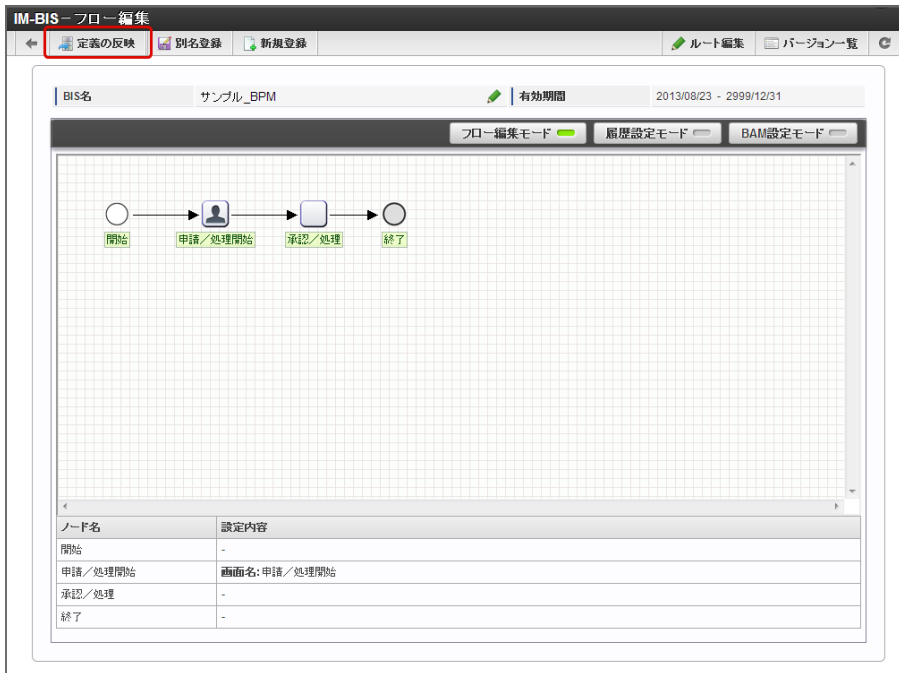 IM-BIS－フロー編集
定義の反映 別名登録 新規登録 ルート編集 バージョン一覧
BIS名 サンプル_BPM 有効期間 2013/08/23 - 2999/12/31
フロー編集モード 履歴設定モード BAM設定モード
開始 申請／処理開始 承認／処理 終了
ノード名 設定内容
開始 -
申請／処理開始 画面名:申請／処理開始
承認／処理 -
終了 -